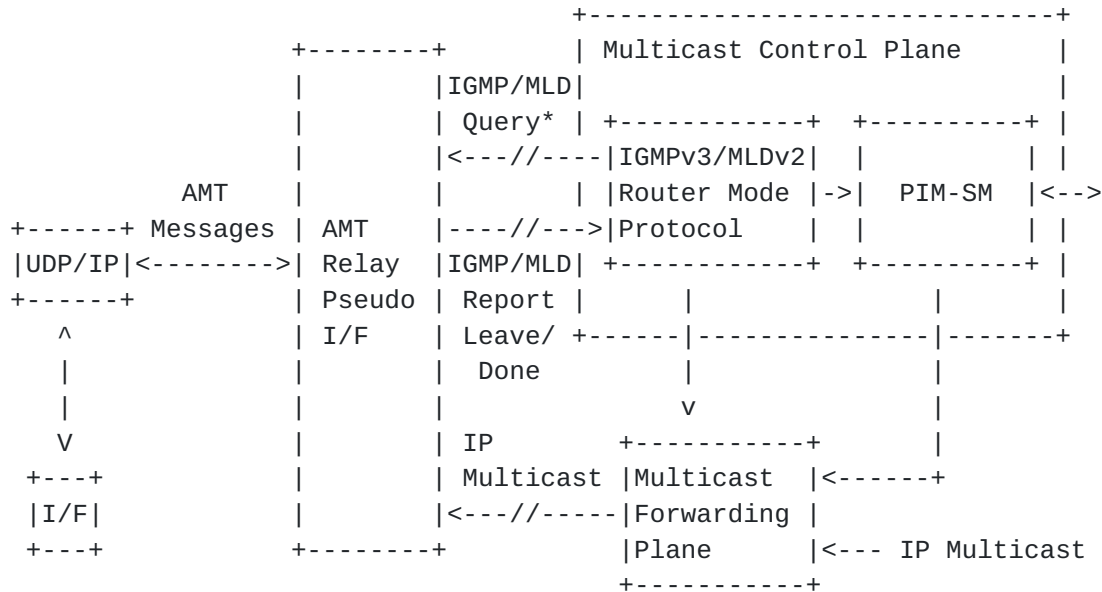 Multicast Control Plane
IGMP/MLD
Query*
IGMPv3/MLDv2
AMT Router Mode PIM-SM
Messages AMT Protocol
UDP/IP Relay IGMP/MLD
Pseudo Report
I/F Leave/
Done
IP
Multicast Multicast
I/F Forwarding
Plane IP Multicast